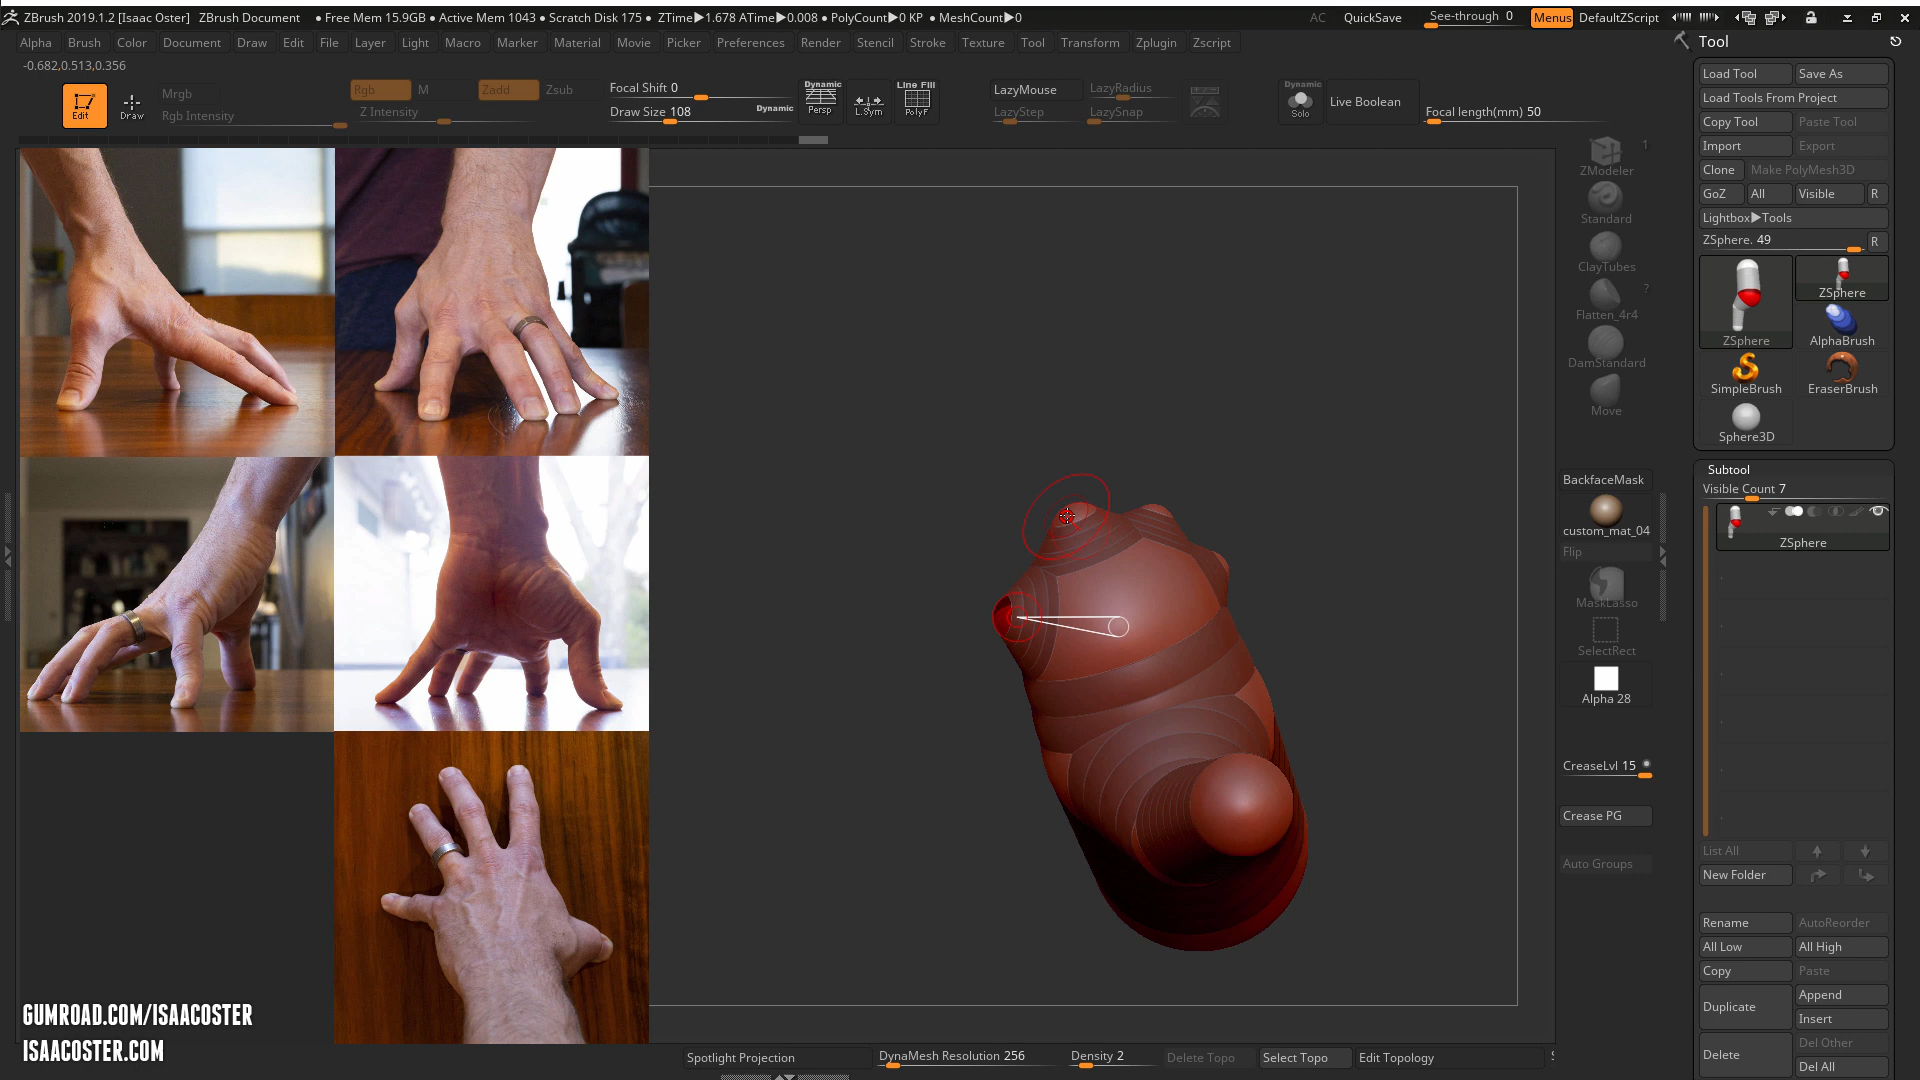 ZBrush 2019.1.2 [Isaac Oster] ZBrush Document ● Free Mem 15.9GB ● Active Mem 1043 ● Scratch Disk 175 ● ZTime▶1.678 ATime▶0.008 ● PolyCount▶0 KP ● MeshCount▶0 AC QuickSave See-through 0 Menus DefaultZScript
Alpha Brush Color Document Draw Edit File Layer Light Macro Marker Material Movie Picker Preferences Render Stencil Stroke Texture Tool Transform Zplugin Zscript Tool
-0.682,0.513,0.356
Load Tool Save As
Edit Draw Mrgb Rgb M Zadd Zsub Focal Shift 0 Dynamic Persp L.Sym Line Fill PolyF LazyMouse LazyRadius Dynamic Solo Live Boolean Load Tools From Project
Rgb Intensity Z Intensity Draw Size 108 Dynamic LazyStep LazySnap Focal length(mm) 50
Copy Tool Paste Tool
Import Export
Clone Make PolyMesh3D
GoZ All Visible R
Lightbox▶Tools
ZSphere. 49 R
ZSphere
ZSphere AlphaBrush
SimpleBrush EraserBrush
Sphere3D
1
ZModeler
Standard
ClayTubes
?
Flatten_4r4
DamStandard
Move
BackfaceMask
custom_mat_04
Flip
MaskLasso
SelectRect
Alpha 28
CreaseLvl 15
Crease PG
Auto Groups
Subtool
Visible Count 7
ZSphere
List All
New Folder
Rename AutoReorder
All Low All High
Copy Paste
Duplicate Append
Insert
Delete Del Other
Del All
GUMROAD.COM/ISAACOSTER
ISAACOSTER.COM
Spotlight Projection DynaMesh Resolution 256 Density 2 Delete Topo Select Topo Edit Topology